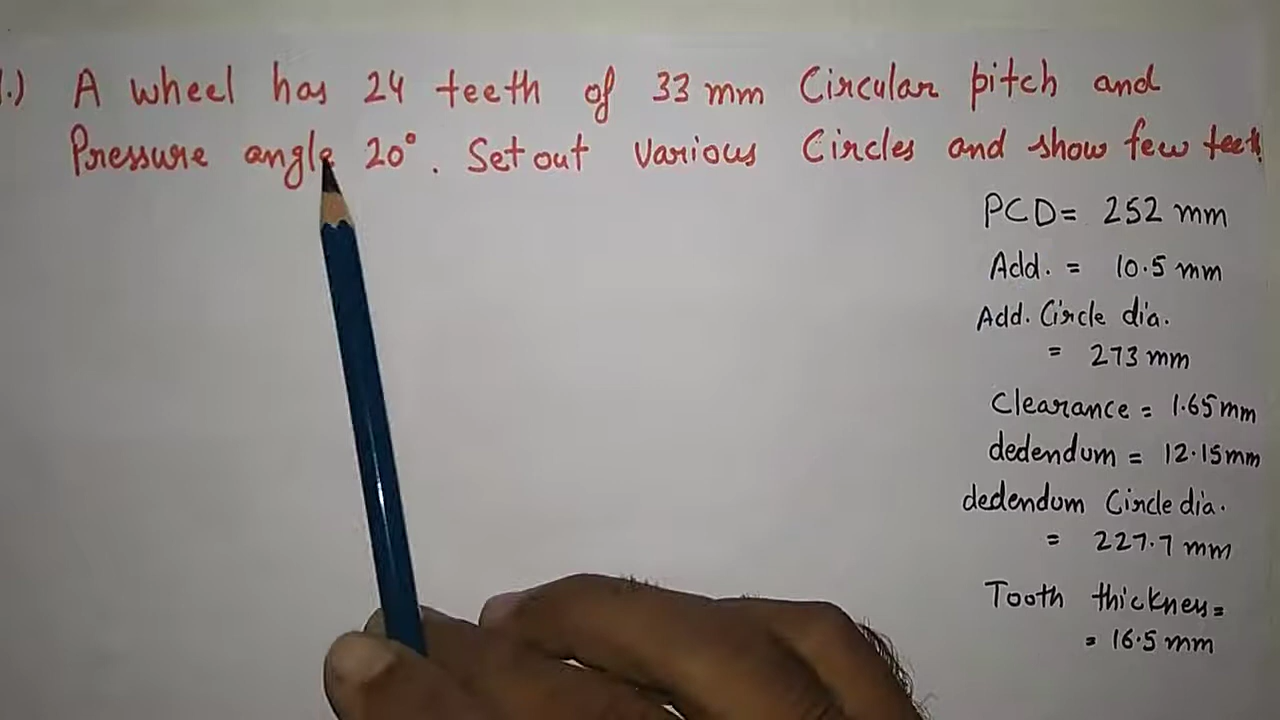 1.) A wheel has 24 teeth of 33 mm Circular pitch and
Pressure angle 20°. Set out various Circles and show few teeth.
PCD = 252 mm
Add. = 10.5 mm
Add. Circle dia.
= 273 mm
Clearance = 1.65 mm
dedendum = 12.15 mm
dedendum Circle dia.
= 227.7 mm
Tooth thickness =
= 16.5 mm